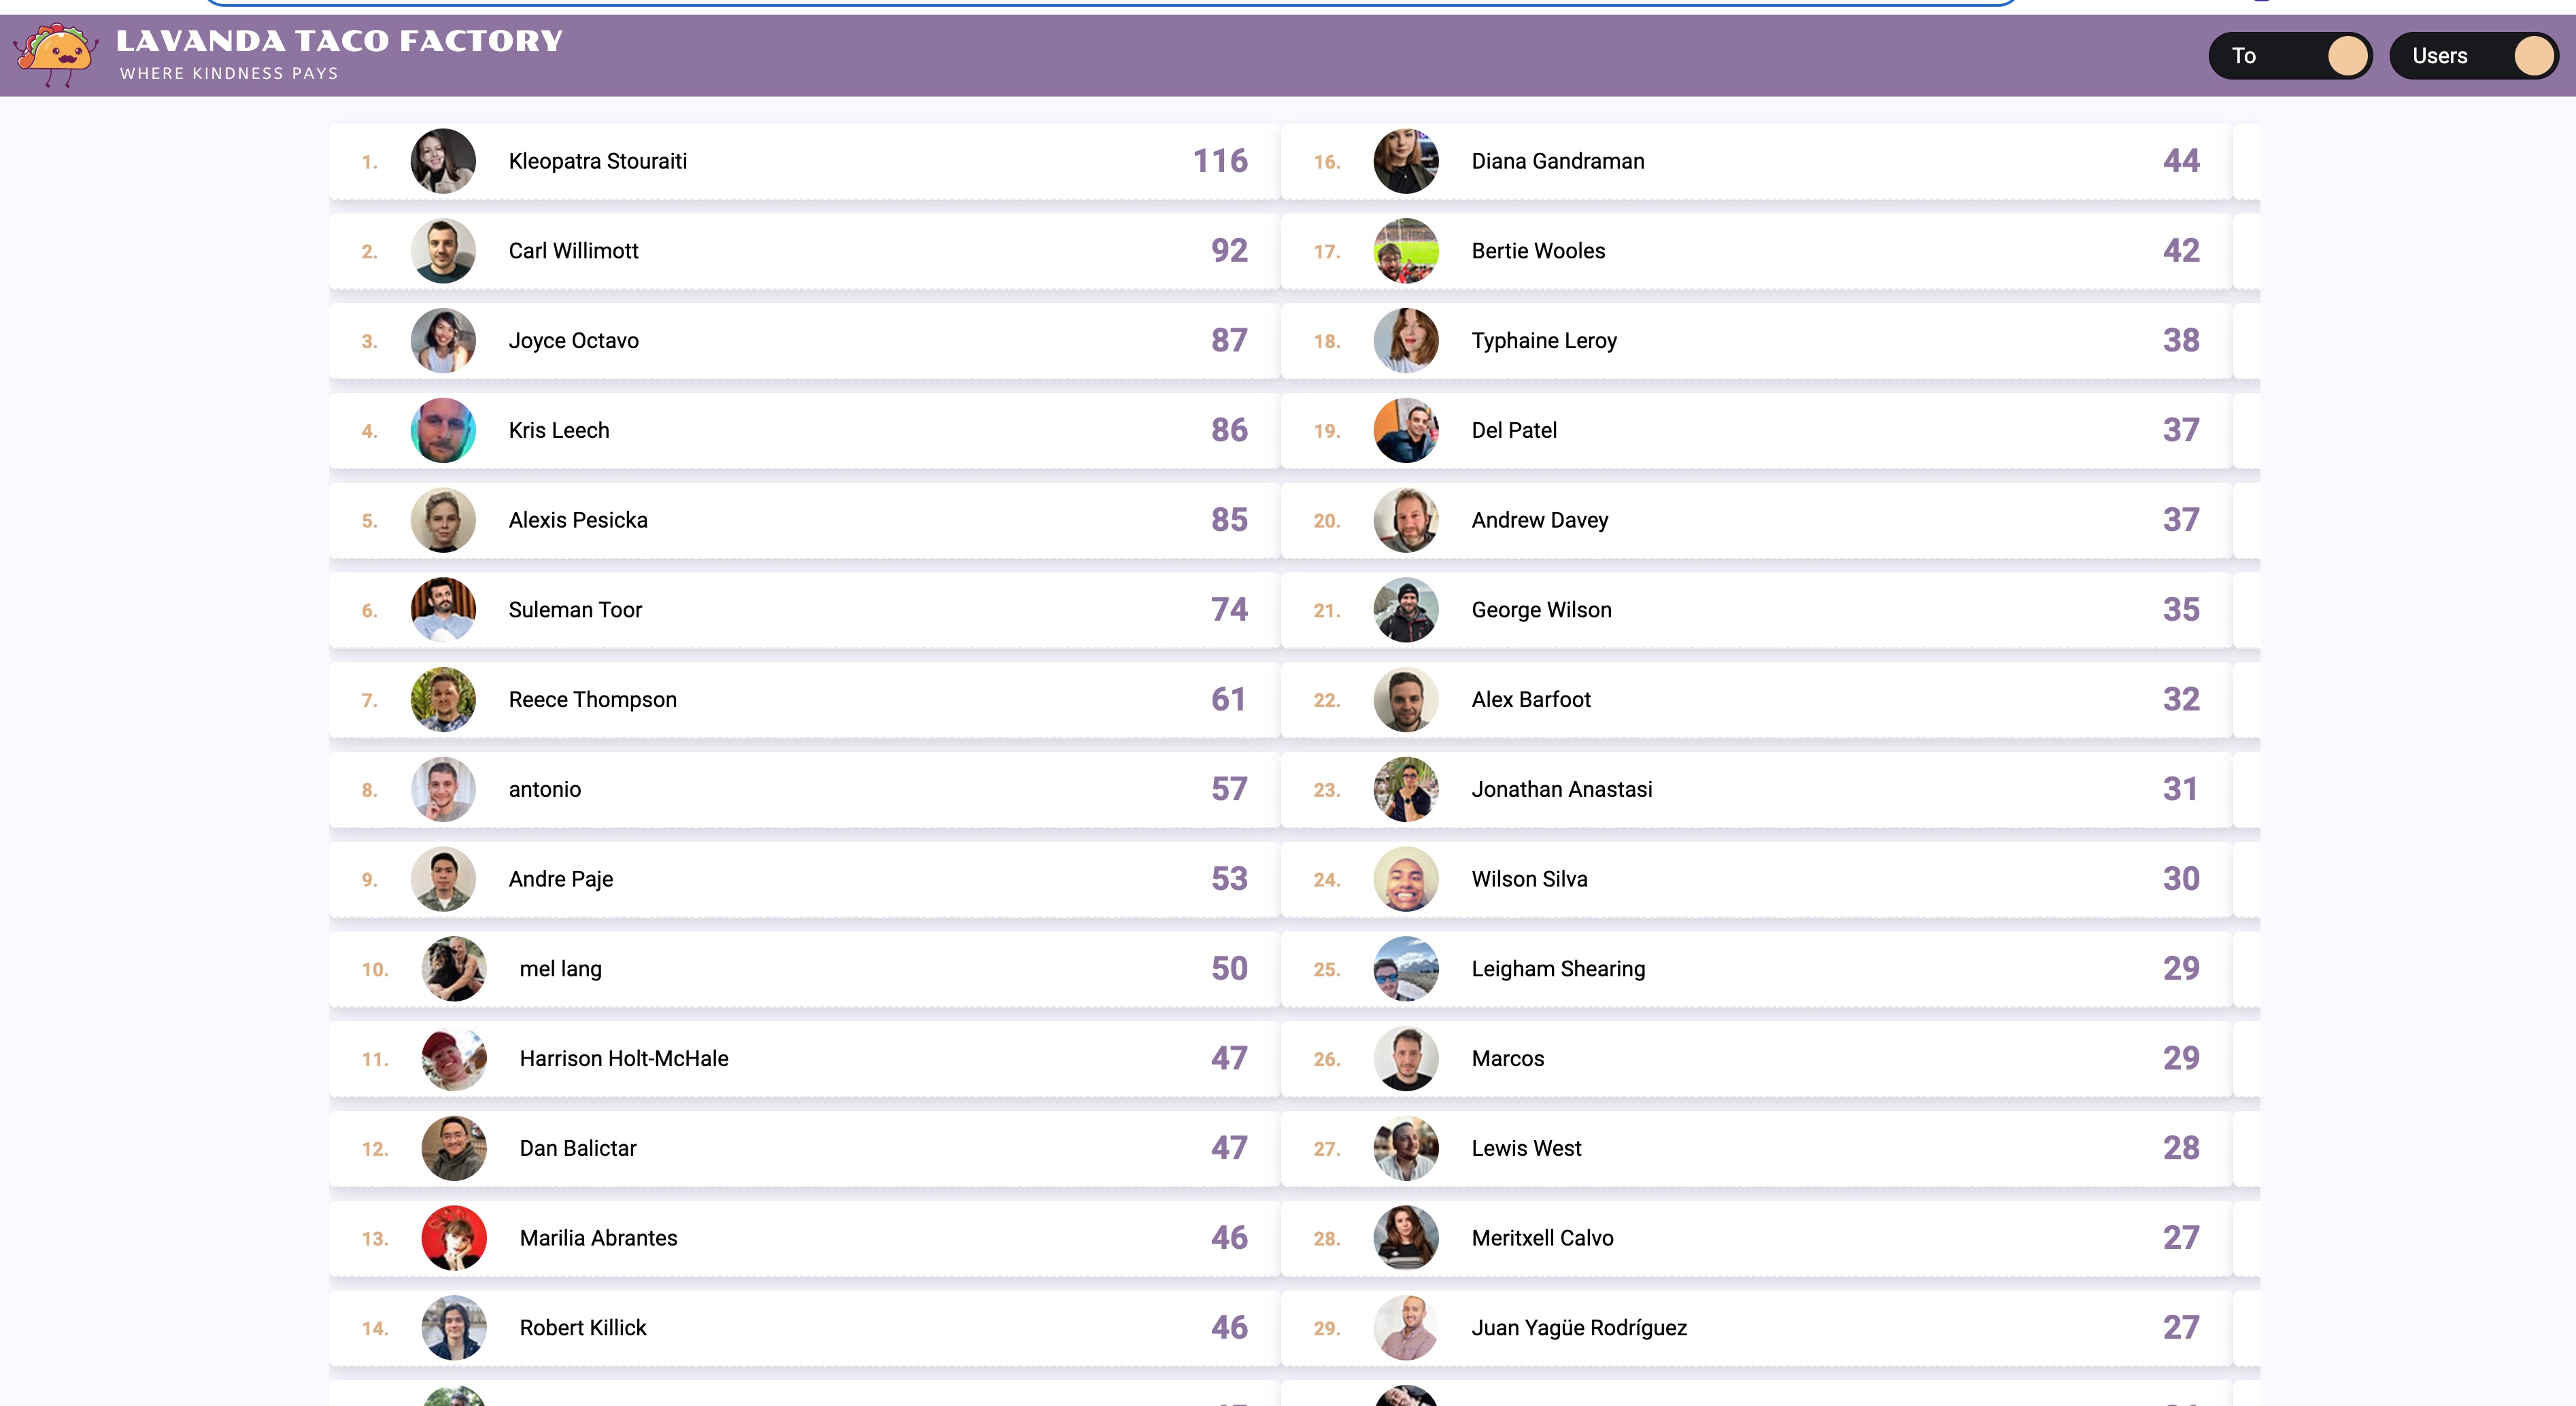 LAVANDA TACO FACTORY
WHERE KINDNESS PAYS
To
Users
1. Kleopatra Stouraiti 116
2. Carl Willimott 92
3. Joyce Octavo 87
4. Kris Leech 86
5. Alexis Pesicka 85
6. Suleman Toor 74
7. Reece Thompson 61
8. antonio 57
9. Andre Paje 53
10. mel lang 50
11. Harrison Holt-McHale 47
12. Dan Balictar 47
13. Marilia Abrantes 46
14. Robert Killick 46
16. Diana Gandraman 44
17. Bertie Wooles 42
18. Typhaine Leroy 38
19. Del Patel 37
20. Andrew Davey 37
21. George Wilson 35
22. Alex Barfoot 32
23. Jonathan Anastasi 31
24. Wilson Silva 30
25. Leigham Shearing 29
26. Marcos 29
27. Lewis West 28
28. Meritxell Calvo 27
29. Juan Yagüe Rodríguez 27